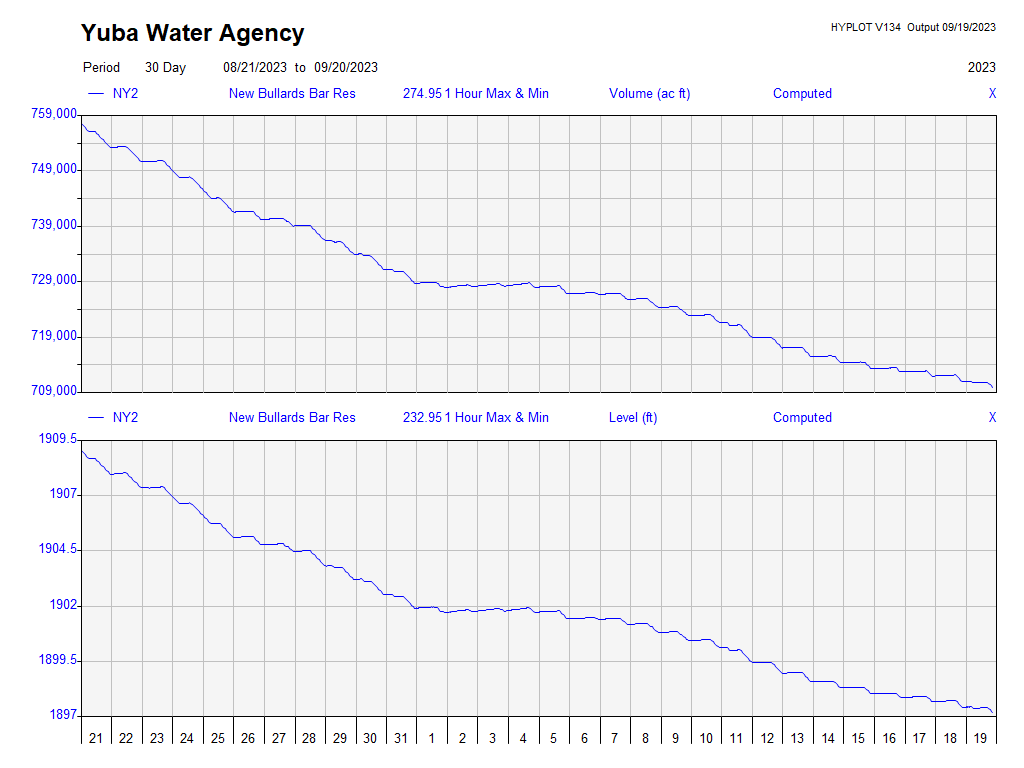 Yuba Water Agency
HYPLOT V134 Output 09/19/2023
Period 30 Day 08/21/2023 to 09/20/2023 2023
NY2 New Bullards Bar Res 274.95 1 Hour Max & Min Volume (ac ft) Computed X
759,000
749,000
739,000
729,000
719,000
709,000
NY2 New Bullards Bar Res 232.95 1 Hour Max & Min Level (ft) Computed X
1909.5
1907
1904.5
1902
1899.5
1897
21 22 23 24 25 26 27 28 29 30 31 1 2 3 4 5 6 7 8 9 10 11 12 13 14 15 16 17 18 19